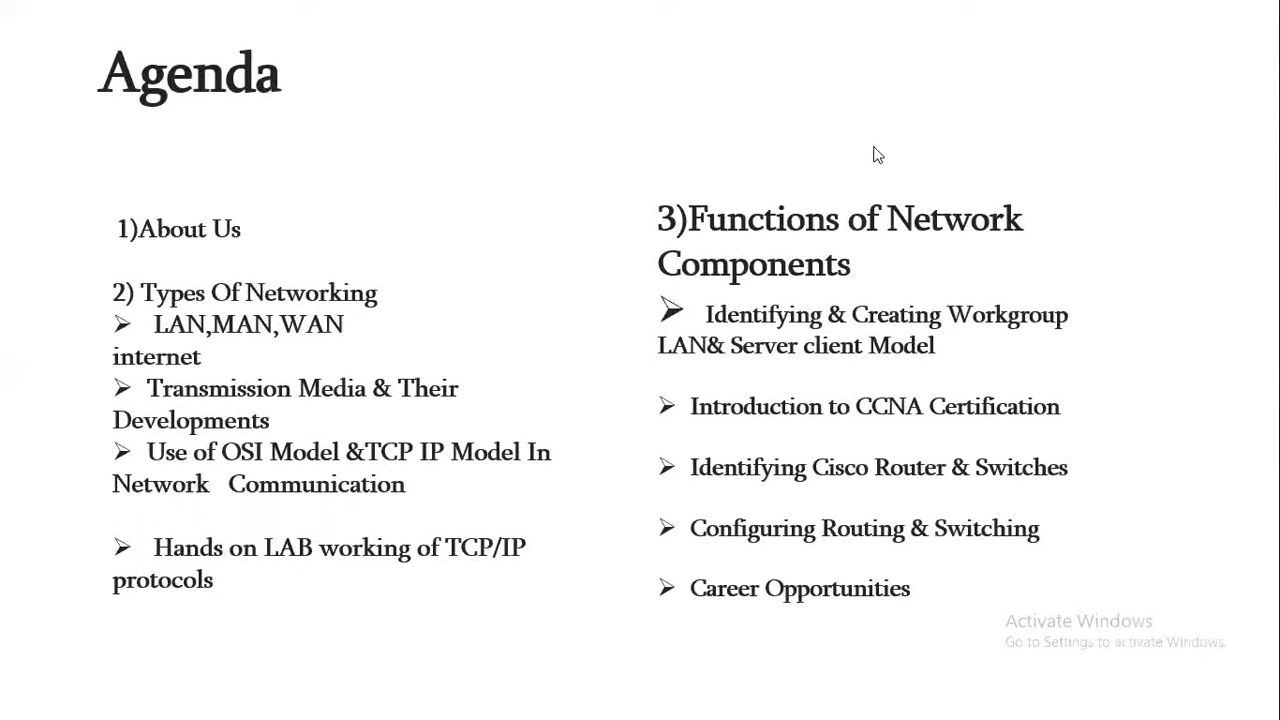 Agenda
1)About Us
2) Types Of Networking
➢ LAN,MAN,WAN
internet
➢ Transmission Media & Their
Developments
➢ Use of OSI Model &TCP IP Model In
Network Communication
➢ Hands on LAB working of TCP/IP
protocols
3)Functions of Network
Components
➢ Identifying & Creating Workgroup
LAN& Server client Model
➢ Introduction to CCNA Certification
➢ Identifying Cisco Router & Switches
➢ Configuring Routing & Switching
➢ Career Opportunities
Activate Windows
Go to Settings to activate Windows.